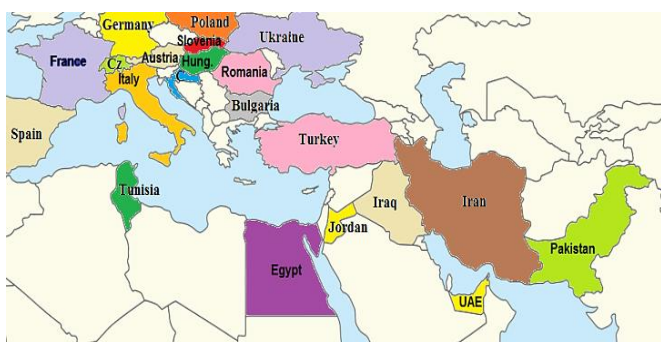 Germany
Poland
Slovenia
Ukraine
France
Cz.
Austria
Hung.
Italy
C.
Romania
Bulgaria
Spain
Turkey
Tunisia
Iraq
Iran
Jordan
Pakistan
Egypt
UAE